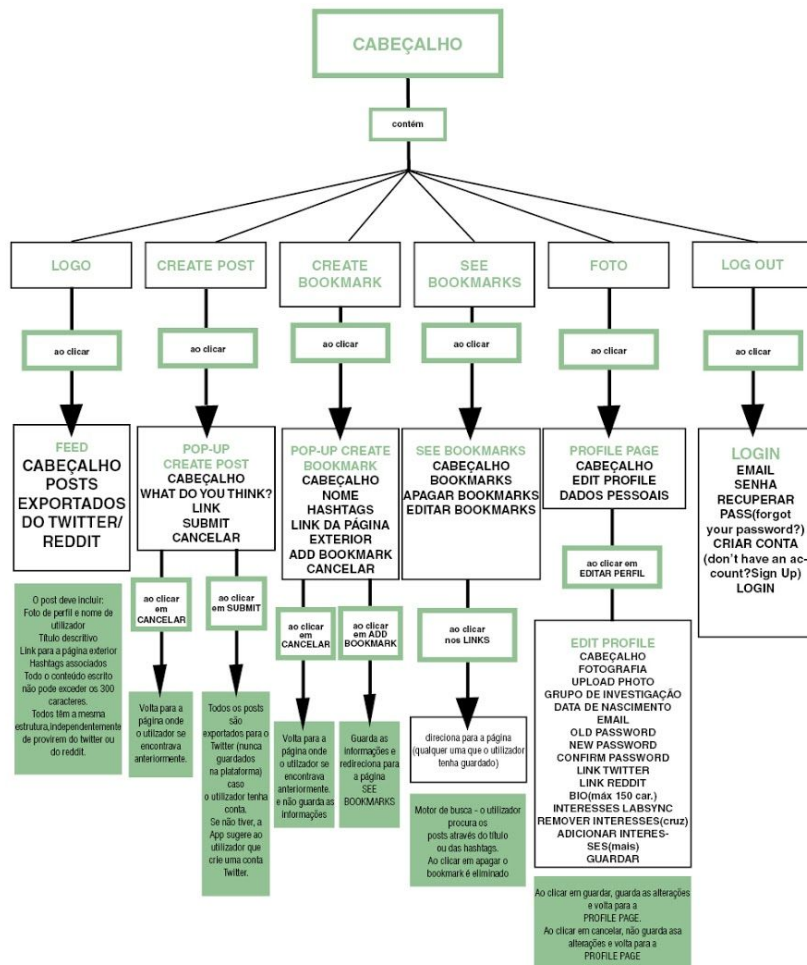 CABEÇALHO
contém
LOGO
CREATE POST
CREATE
BOOKMARK
SEE
BOOKMARKS
FOTO
LOG OUT
ao clicar
ao clicar
ao clicar
ao clicar
ao clicar
ao clicar
FEED
CABEÇALHO
POSTS
EXPORTADOS
DO TWITTER/
REDDIT
POP-UP
CREATE POST
CABEÇALHO
WHAT DO YOU THINK?
LINK
SUBMIT
CANCELAR
POP-UP CREATE
BOOKMARK
CABEÇALHO
NOME
HASHTAGS
LINK DA PÁGINA
EXTERIOR
ADD BOOKMARK
CANCELAR
SEE BOOKMARKS
CABEÇALHO
BOOKMARKS
APAGAR BOOKMARKS
EDITAR BOOKMARKS
PROFILE PAGE
CABEÇALHO
EDIT PROFILE
DADOS PESSOAIS
LOGIN
EMAIL
SENHA
RECUPERAR
PASS(forgot
your password?)
CRIAR CONTA
(don't have an ac-
count?Sign Up)
LOGIN
O post deve incluir:
Foto de perfil e nome de
utilizador
Título descritivo
Link para a página exterior
Hashtags associados
Todo o conteúdo escrito
não pode exceder os 300
caracteres.
Todos têm a mesma
estrutura,independentemente
de provirem do twitter ou
do reddit.
ao clicar
em
CANCELAR
ao clicar
em SUBMIT
ao clicar
em
CANCELAR
ao clicar
em ADD
BOOKMARK
ao clicar
nos LINKS
ao clicar em
EDITAR PERFIL
Volta para a
página onde
o utlizador se
encontrava
anteriormente.
Todos os posts
são
exportados para o
Twitter (nunca
guardados
na plataforma)
caso
o utilizador tenha
conta.
Se não tiver, a
App sugere ao
utilizador que
crie uma conta
Twitter.
Volta para a
página onde
o utlizador se
encontrava
anteriormente.
e não guarda as
informações
Guarda as
informações e
redireciona para
a página
SEE
BOOKMARKS
direciona para a página
(qualquer uma que o utilizador
tenha guardado)
Motor de busca – o utilizador
procura os
posts através do título
ou das hashtags.
Ao clicar em apagar o
bookmark é eliminado
EDIT PROFILE
CABEÇALHO
FOTOGRAFIA
UPLOAD PHOTO
GRUPO DE INVESTIGAÇÃO
DATA DE NASCIMENTO
EMAIL
OLD PASSWORD
NEW PASSWORD
CONFIRM PASSWORD
LINK TWITTER
LINK REDDIT
BIO(máx 150 car.)
INTERESSES LABSYNC
REMOVER INTERESSES(cruz)
ADICIONAR INTERES-
SES(mais)
GUARDAR
Ao clicar em guardar, guarda as alterações
e volta para a
PROFILE PAGE.
Ao clicar em cancelar, não guarda asa
alterações e volta para a
PROFILE PAGE